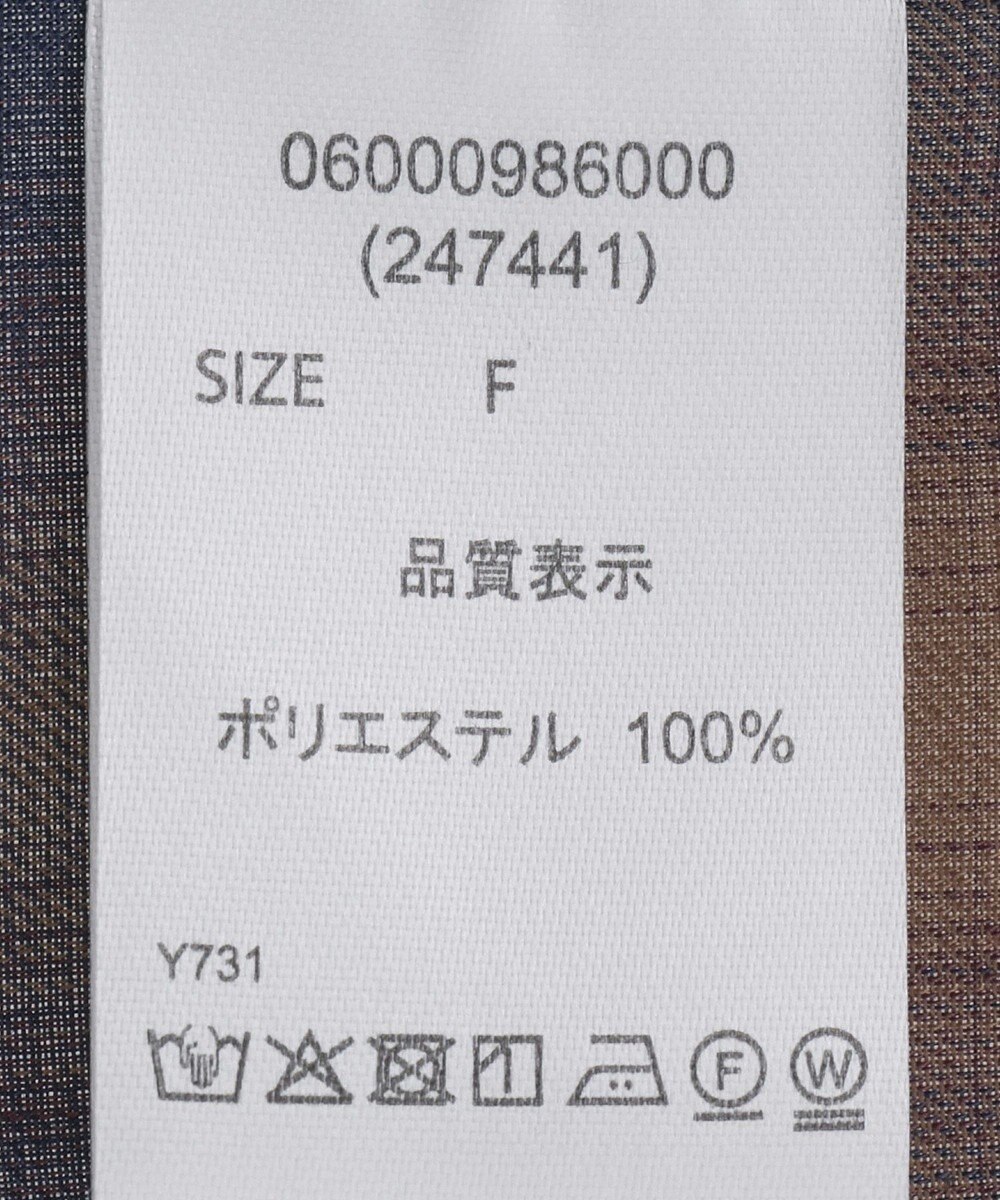 06000986000
(247441)
SIZE F
品質表示
ポリエステル 100%
Y731
F W